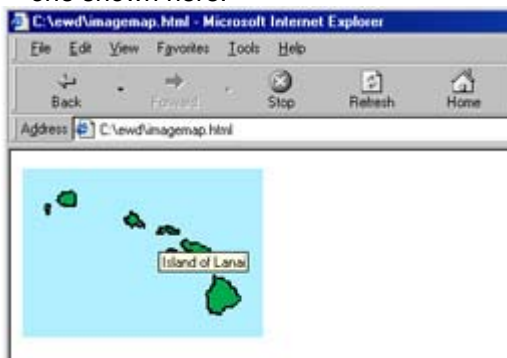 one shown here:
C:\ewd\imagemap.html - Microsoft Internet Explorer
File Edit View Favorites Tools Help
Back Forward Stop Refresh Home
Address C:\ewd\imagemap.html
Island of Lanai